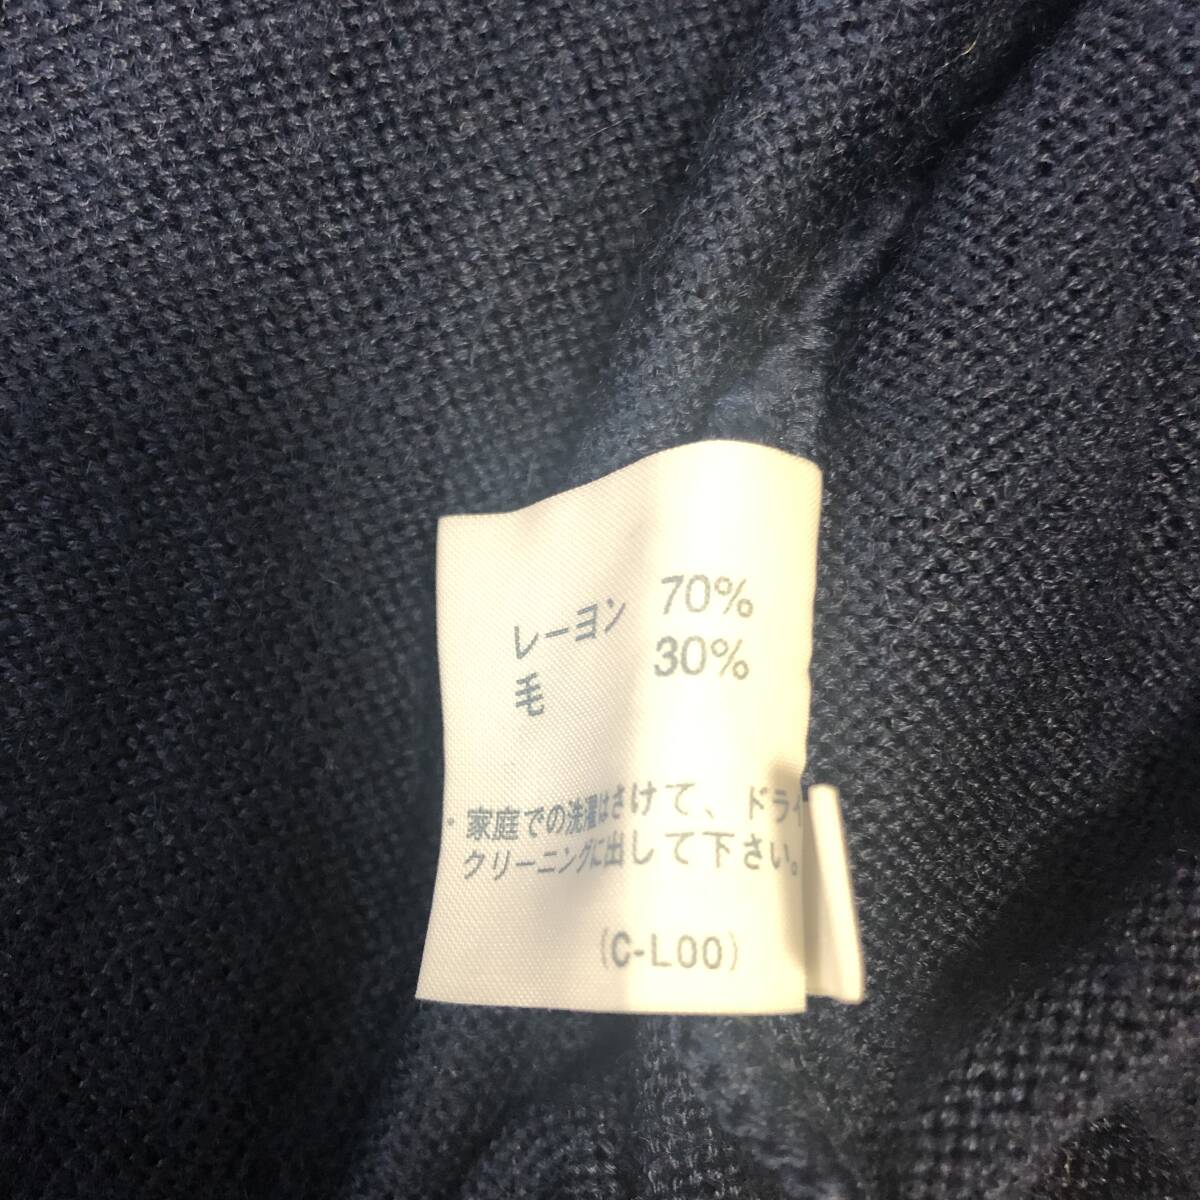 レーヨン 70%
毛 30%
・家庭での洗濯はさけて、ドライ
クリーニングに出して下さい。
(C-L00)